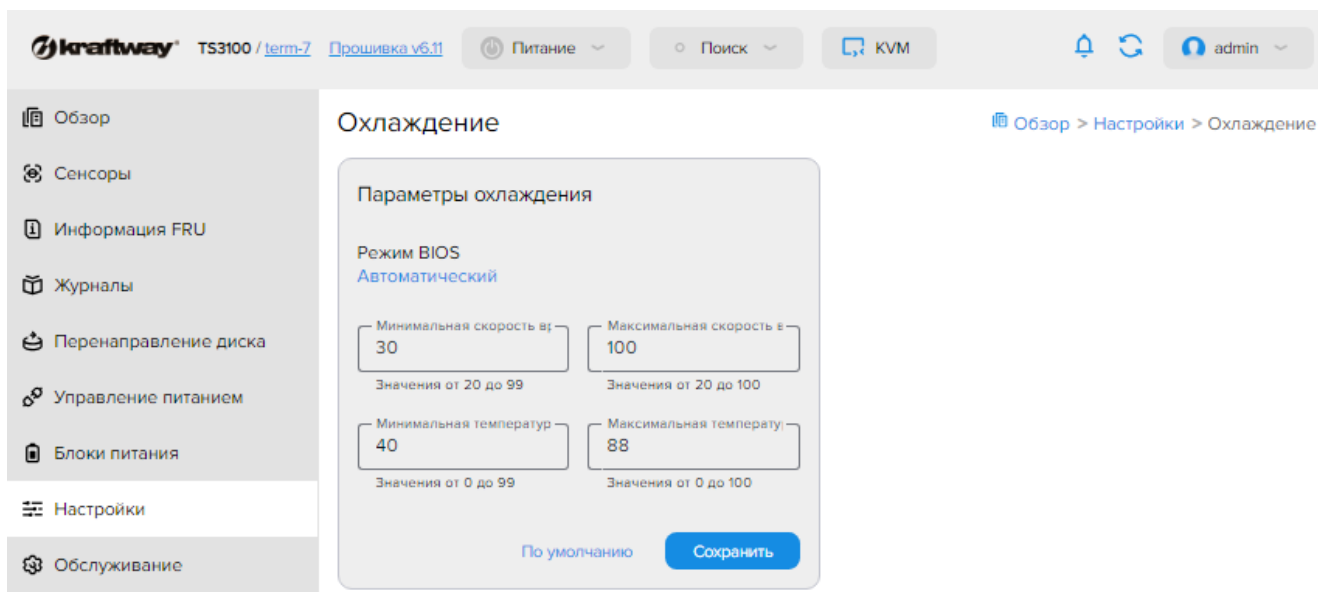 kraftway TS3100 / term-7 Прошивка v6.11 Питание Поиск KVM admin
Обзор
Сенсоры
Информация FRU
Журналы
Перенаправление диска
Управление питанием
Блоки питания
Настройки
Обслуживание
Охлаждение
Обзор > Настройки > Охлаждение
Параметры охлаждения
Режим BIOS
Автоматический
Минимальная скорость
30
Значения от 20 до 99
Максимальная скорость в
100
Значения от 20 до 100
Минимальная температур
40
Значения от 0 до 99
Максимальная температу
88
Значения от 0 до 100
По умолчанию
Сохранить